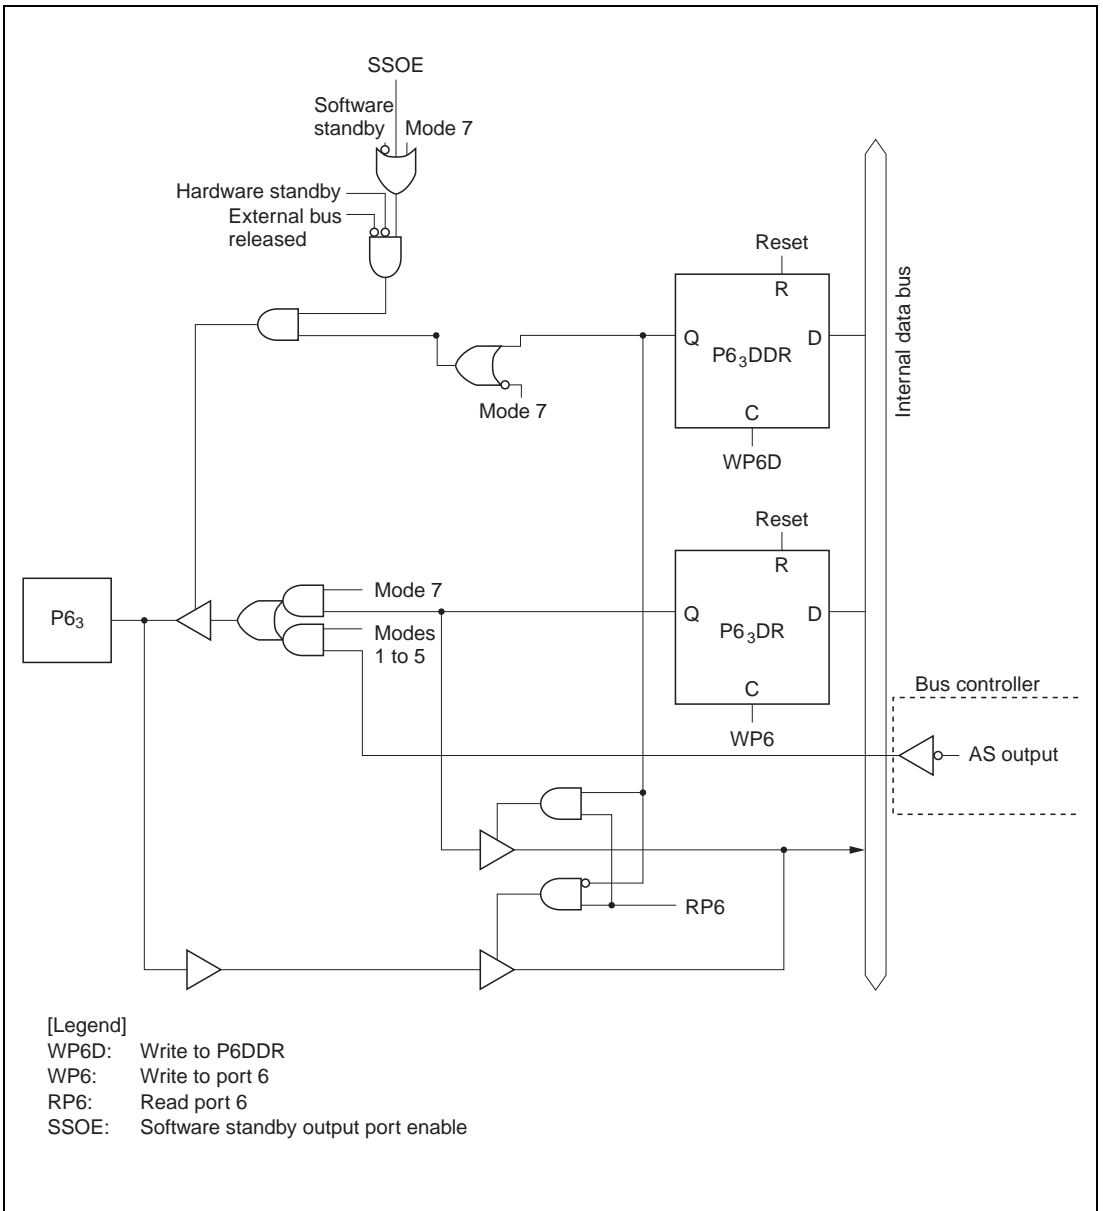 SSOE
Software
standby
Mode 7
Hardware standby
External bus
released
Reset
R
Q
P6₃DDR
D
C
WP6D
Internal data bus
Mode 7
Reset
R
Q
P6₃DR
D
C
WP6
P6₃
Mode 7
Modes
1 to 5
Bus controller
AS output
RP6
[Legend]
WP6D: Write to P6DDR
WP6: Write to port 6
RP6: Read port 6
SSOE: Software standby output port enable